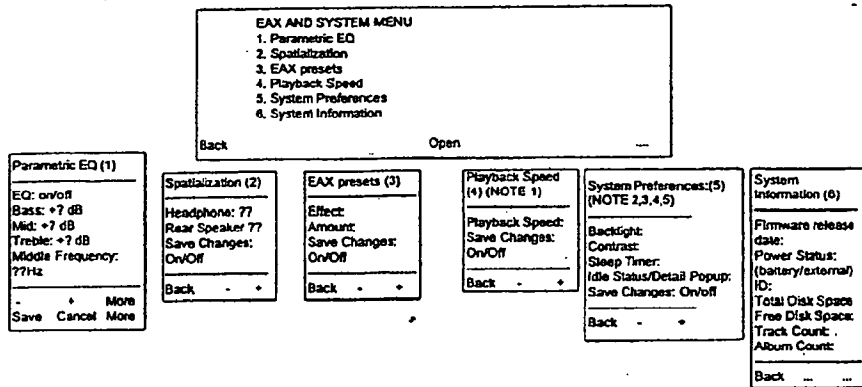 EAX AND SYSTEM MENU
1. Parametric EQ
2. Spatialization
3. EAX presets
4. Playback Speed
5. System Preferences
6. System Information
Back Open ...
Parametric EQ (1)
EQ: on/off
Bass: +? dB
Mid: +? dB
Treble: +? dB
Middle Frequency:
??Hz
- + More
Save Cancel More
Spatialization (2)
Headphone: ??
Rear Speaker ??
Save Changes:
On/Off
Back - +
EAX presets (3)
Effect:
Amount:
Save Changes:
On/Off
Back - +
Playback Speed
(4) (NOTE 1)
Playback Speed:
Save Changes:
On/Off
Back - +
System Preferences:(5)
(NOTE 2,3,4,5)
Backlight:
Contrast:
Sleep Timer:
Idle Status/Detail Popup:
Save Changes: On/off
Back - +
System
Information (6)
Firmware release
date:
Power Status:
(battery/external)
ID:
Total Disk Space
Free Disk Space:
Track Count:
Album Count:
Back ... ...